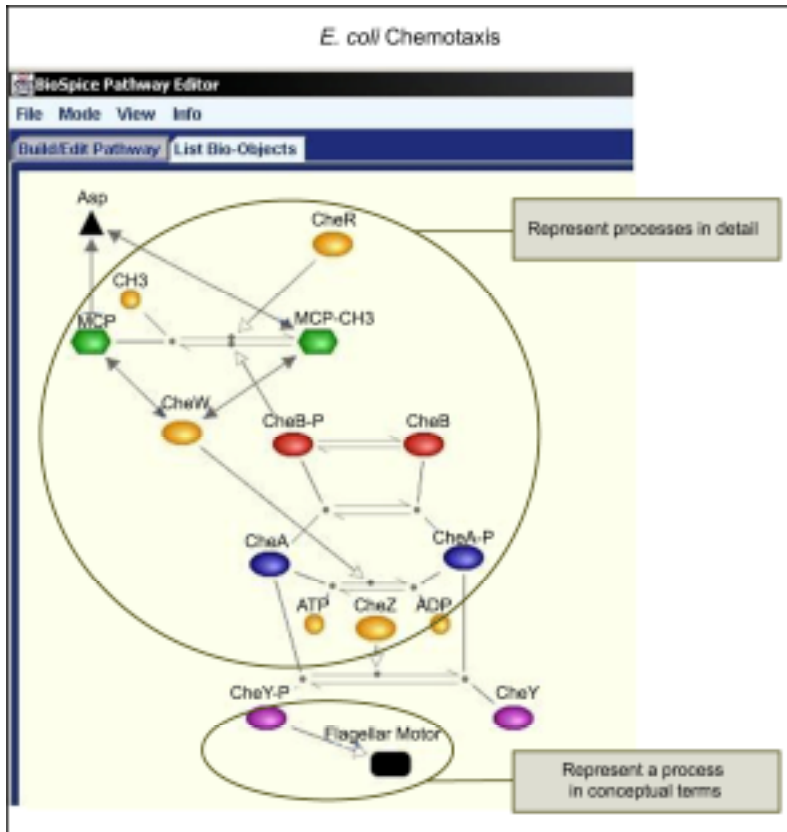 E. coli Chemotaxis
BioSpice Pathway Editor
File Mode View Info
Build/Edit Pathway List Bio-Objects
Asp
CheR
Represent processes in detail
CH3
MCP
MCP-CH3
CheW
CheB-P
CheB
CheA
CheA-P
ATP
CheZ
ADP
CheY-P
CheY
Flagellar Motor
Represent a process
in conceptual terms